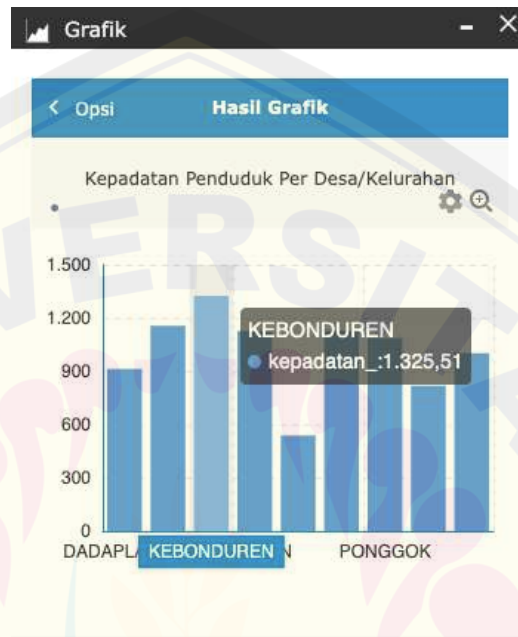 Grafik
Opsi
Hasil Grafik
Kepadatan Penduduk Per Desa/Kelurahan
1.500
1.200
900
600
300
0
KEBONDUREN
kepadatan_:1.325,51
KEBONDUREN
PONGGOK